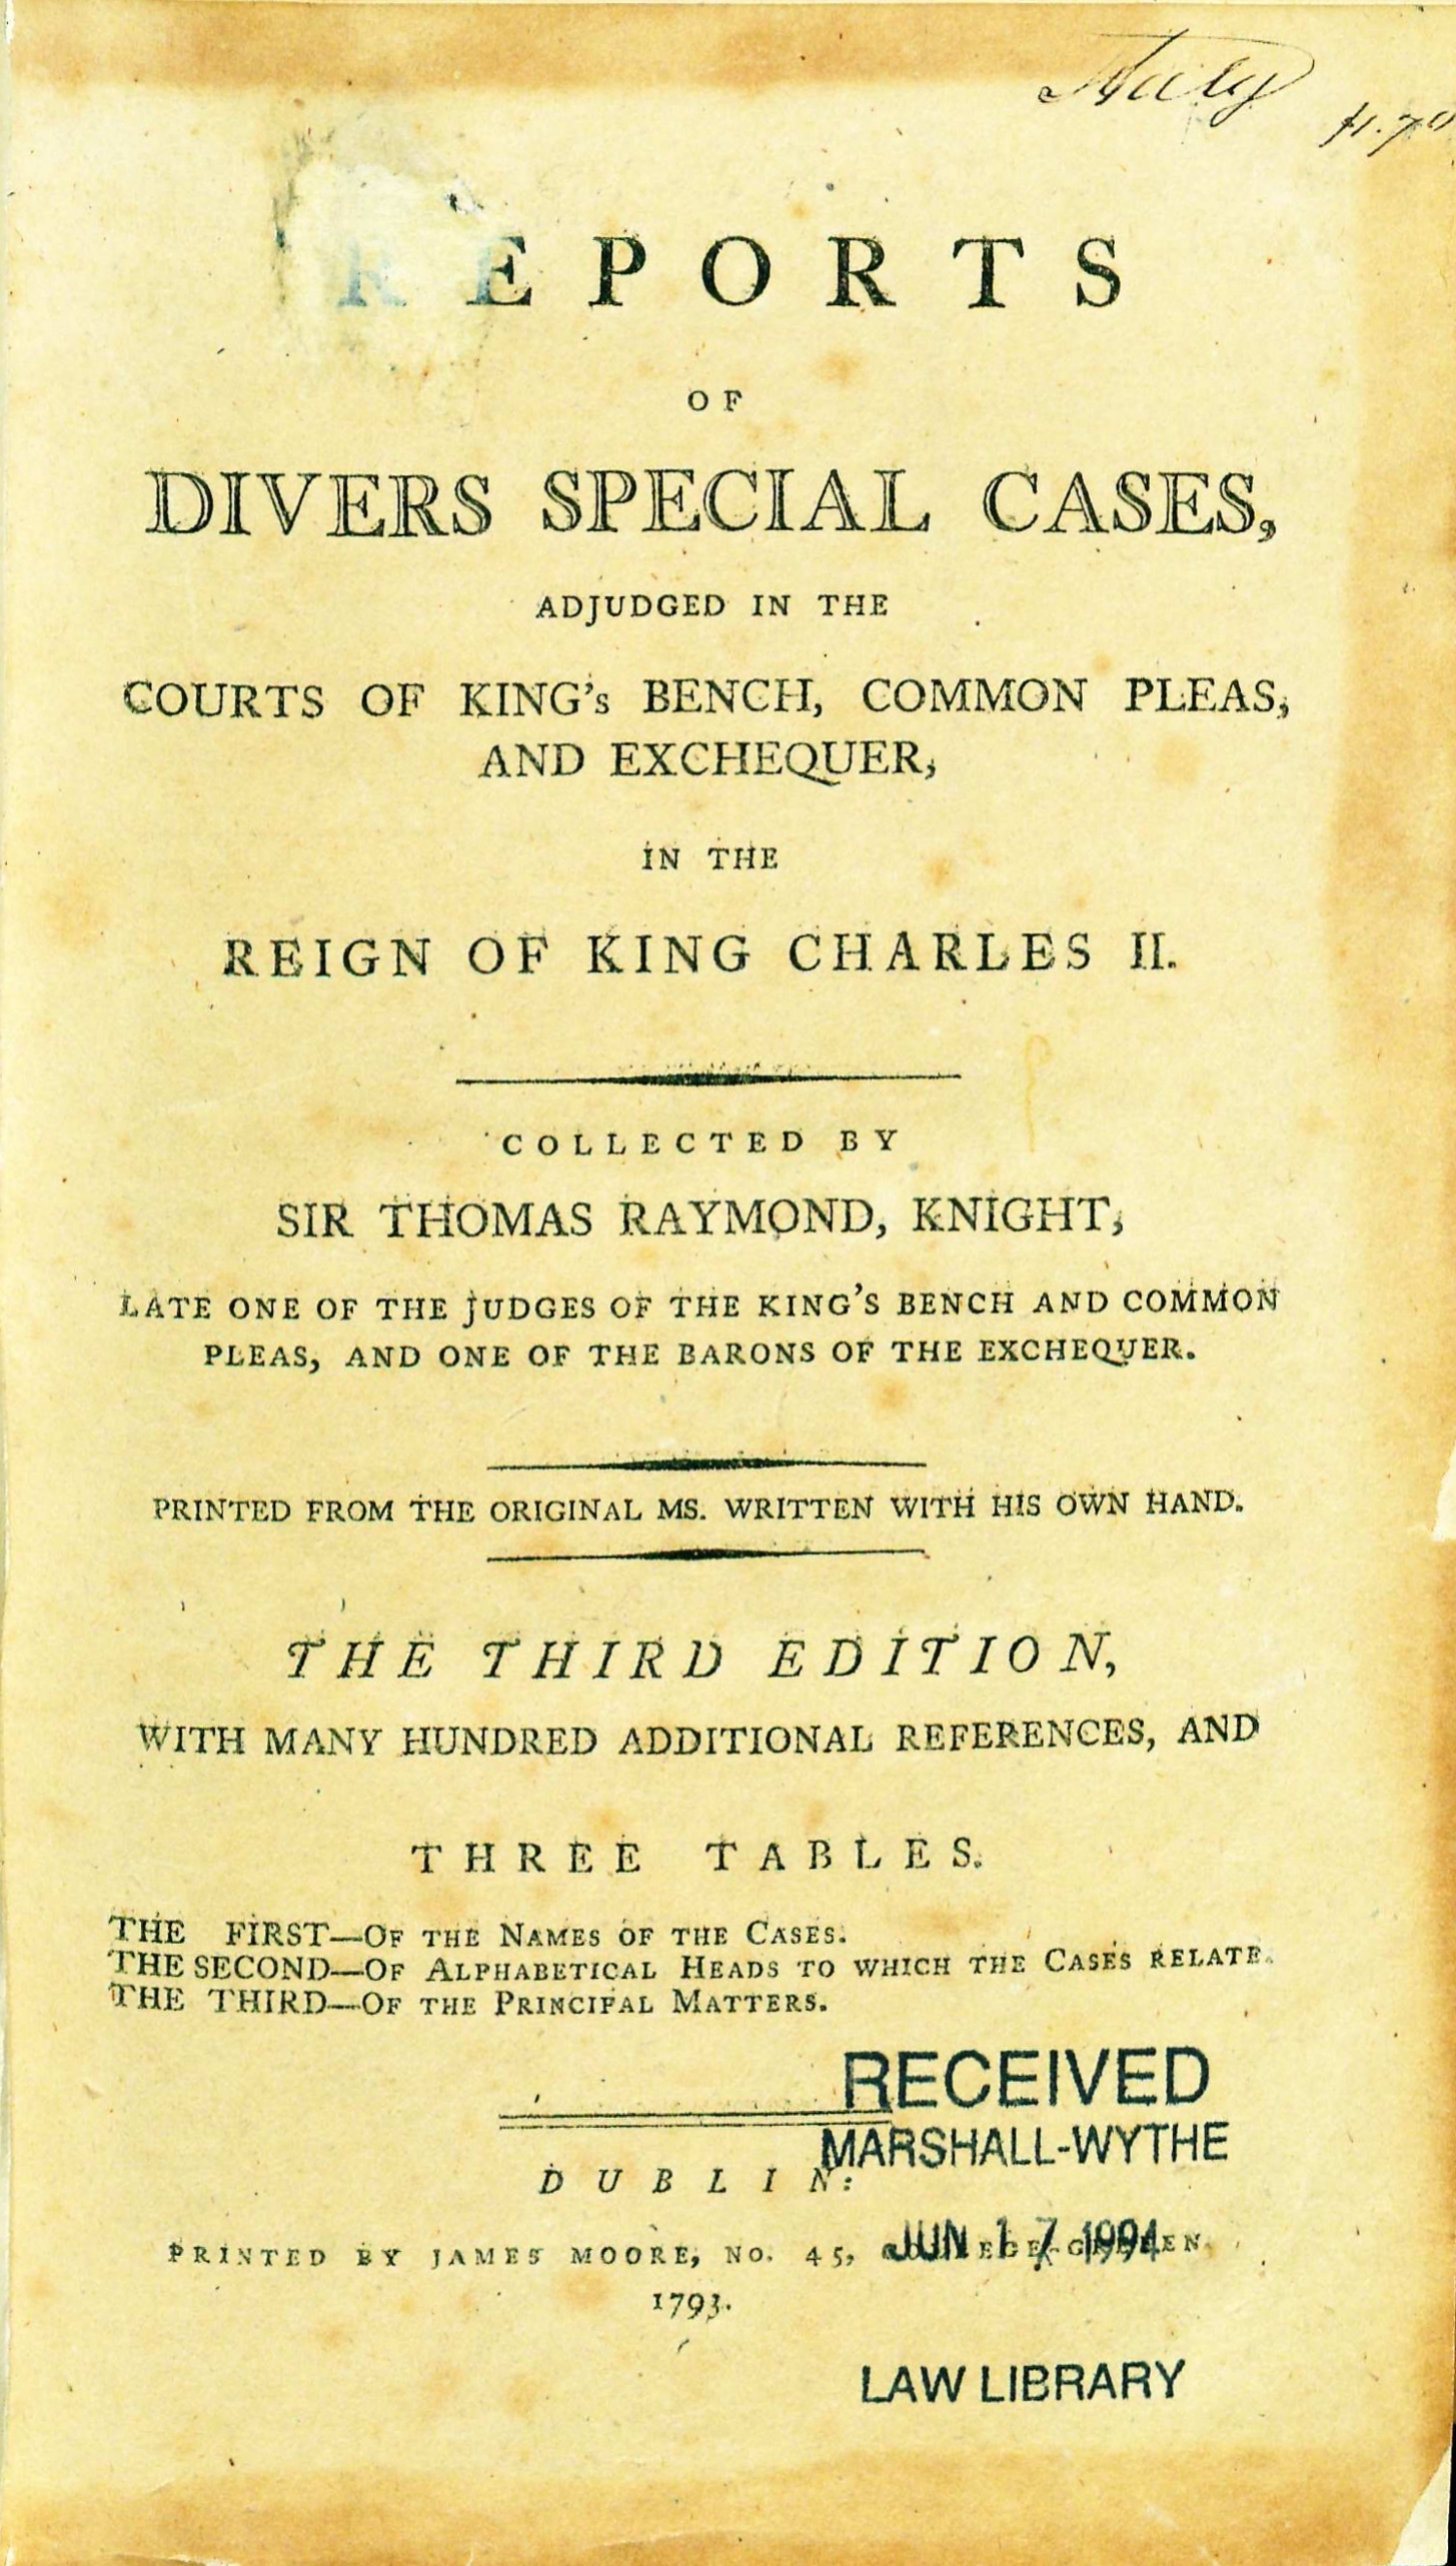 REPORTS
OF
DIVERS SPECIAL CASES,
ADJUDGED IN THE
COURTS OF KING's BENCH, COMMON PLEAS,
AND EXCHEQUER,
IN THE
REIGN OF KING CHARLES II.
COLLECTED BY
SIR THOMAS RAYMOND, KNIGHT,
LATE ONE OF THE JUDGES OF THE KING'S BENCH AND COMMON
PLEAS, AND ONE OF THE BARONS OF THE EXCHEQUER.
PRINTED FROM THE ORIGINAL MS. WRITTEN WITH HIS OWN HAND.
THE THIRD EDITION,
WITH MANY HUNDRED ADDITIONAL REFERENCES, AND
THREE TABLES.
THE FIRST—OF THE NAMES OF THE CASES.
THE SECOND—OF ALPHABETICAL HEADS TO WHICH THE CASES RELATE.
THE THIRD—OF THE PRINCIPAL MATTERS.
RECEIVED
MARSHALL-WYTHE
DUBLIN:
JUN 17 1994
PRINTED BY JAMES MOORE, NO. 45,
1793.
LAW LIBRARY